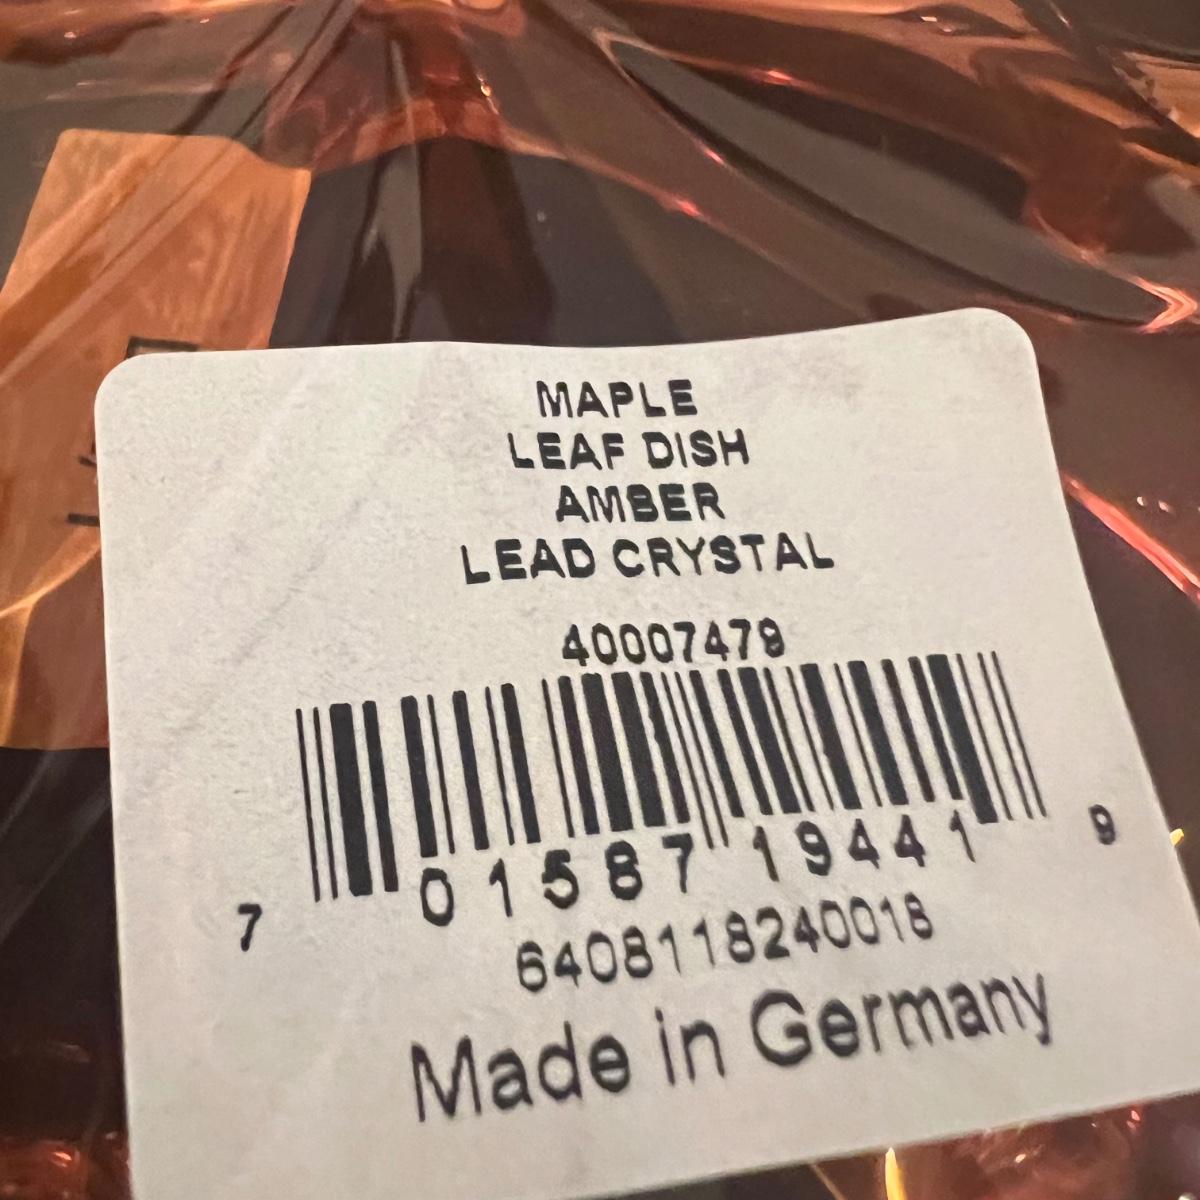 MAPLE
LEAF DISH
AMBER
LEAD CRYSTAL
40007479
7 01587 19441 9
6408118240018
Made in Germany